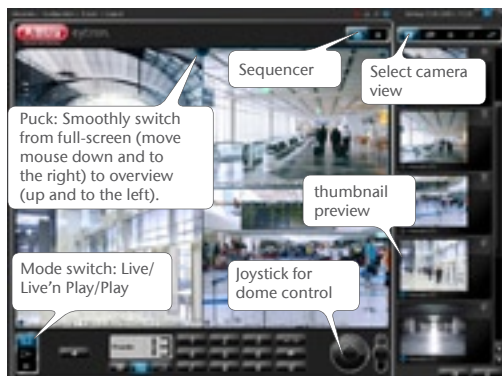 Sequencer
Select camera
view
Puck: Smoothly switch
from full-screen (move
mouse down and to
the right) to overview
(up and to the left).
thumbnail
preview
Mode switch: Live/
Live'n Play/Play
Joystick for
dome control